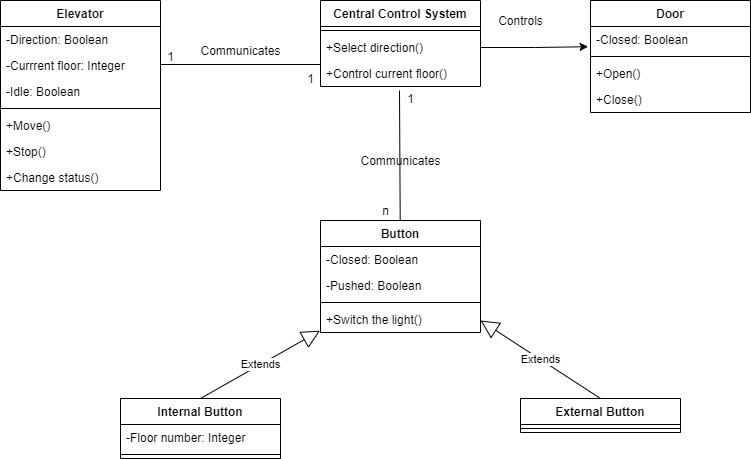 Elevator
-Direction: Boolean
-Currrent floor: Integer
-Idle: Boolean
+Move()
+Stop()
+Change status()
1
Communicates
1
Central Control System
+Select direction()
+Control current floor()
Controls
Door
-Closed: Boolean
+Open()
+Close()
1
Communicates
n
Button
-Closed: Boolean
-Pushed: Boolean
+Switch the light()
Extends
Extends
Internal Button
-Floor number: Integer
External Button